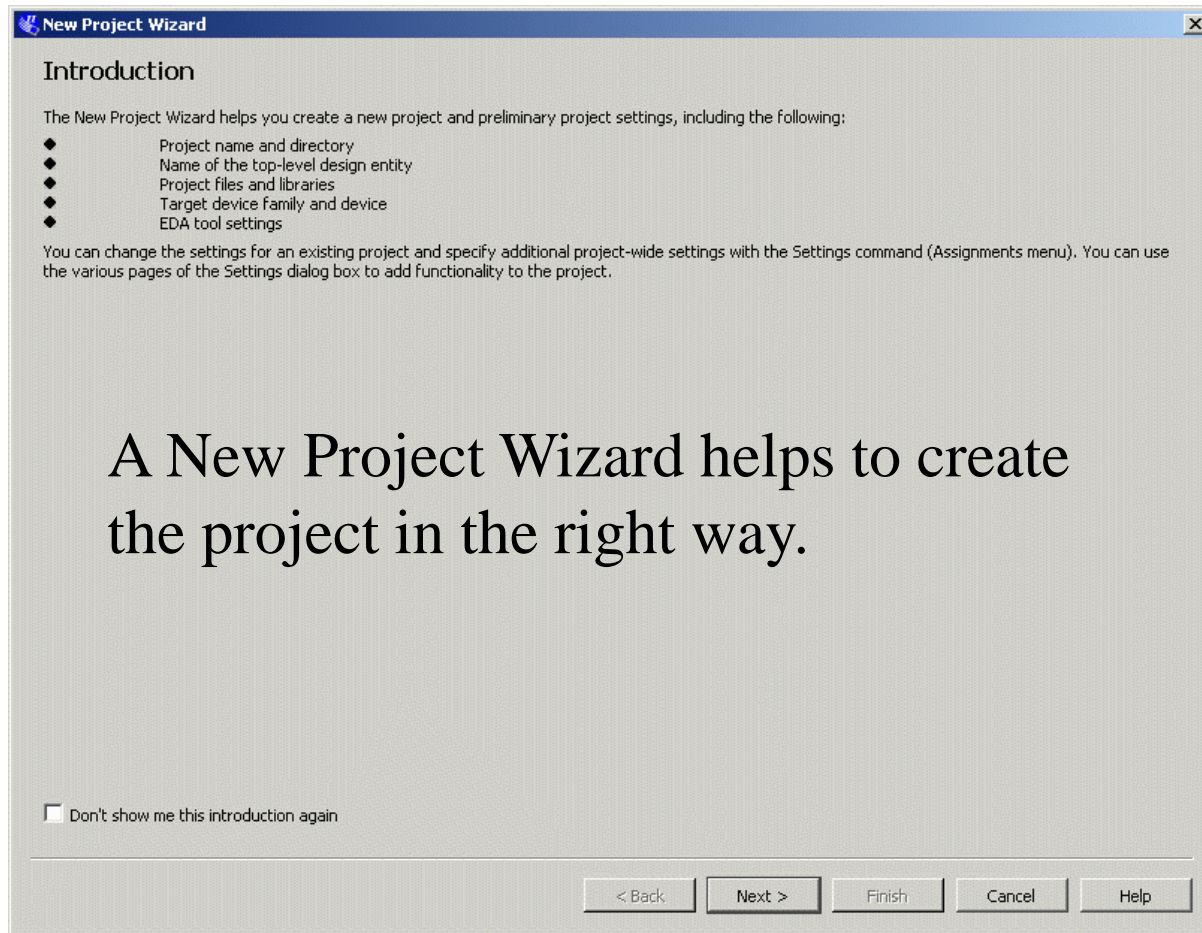 New Project Wizard
Introduction
The New Project Wizard helps you create a new project and preliminary project settings, including the following:
◆ Project name and directory
◆ Name of the top-level design entity
◆ Project files and libraries
◆ Target device family and device
◆ EDA tool settings
You can change the settings for an existing project and specify additional project-wide settings with the Settings command (Assignments menu). You can use
the various pages of the Settings dialog box to add functionality to the project.
A New Project Wizard helps to create
the project in the right way.
Don't show me this introduction again
< Back Next > Finish Cancel Help